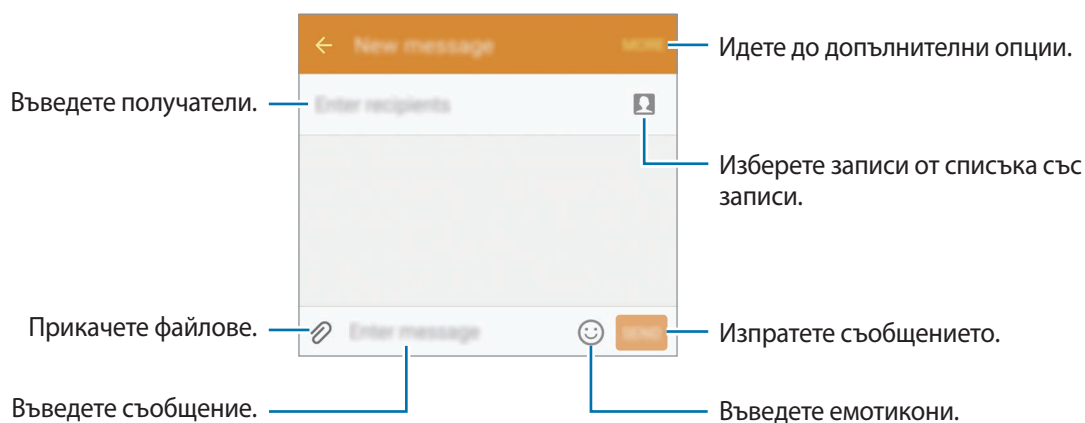 New message
MORE
Идете до допълнителни опции.
Въведете получатели.
Enter recipients
Изберете записи от списъка със
записи.
Прикачете файлове.
Enter message
SEND
Изпратете съобщението.
Въведете съобщение.
Въведете емотикони.